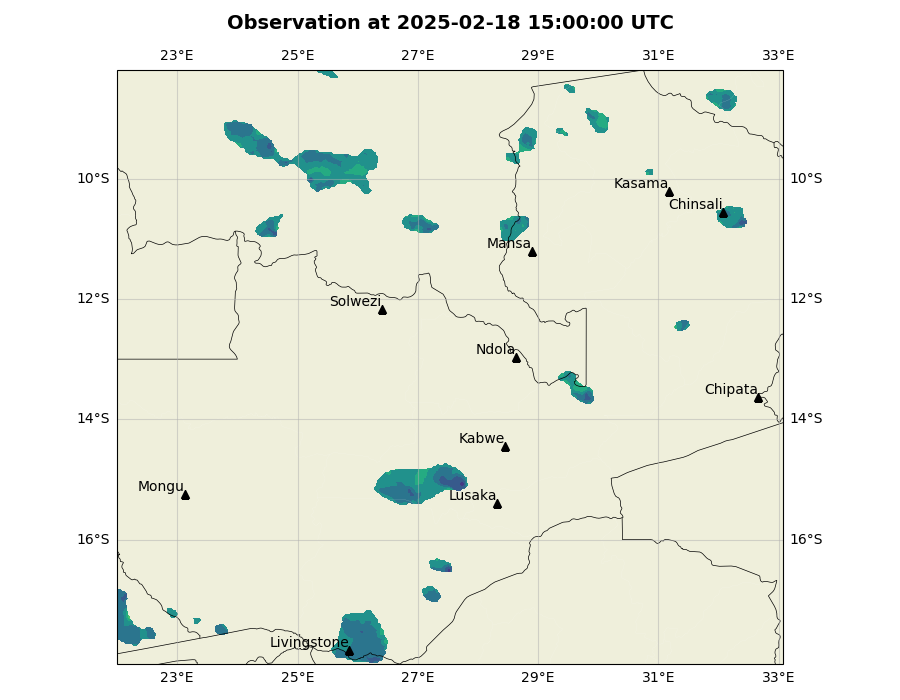 Observation at 2025-02-18 15:00:00 UTC
23°E 25°E 27°E 29°E 31°E 33°E
10°S 10°S
Kasama
Chinsali
Mansa
12°S 12°S
Solwezi
Ndola
Chipata
14°S 14°S
Kabwe
Mongu
Lusaka
16°S 16°S
Livingstone
23°E 25°E 27°E 29°E 31°E 33°E